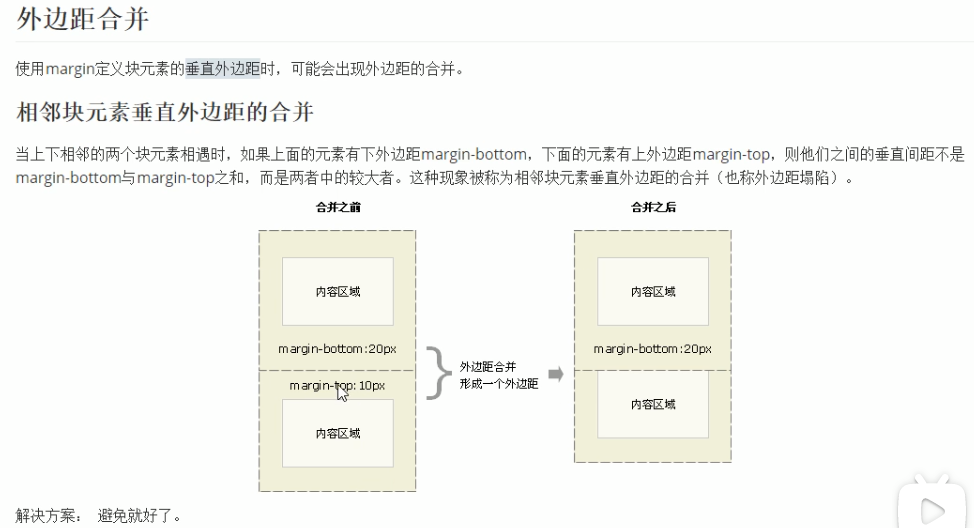 外边距合并
使用margin定义块元素的垂直外边距时，可能会出现外边距的合并。
相邻块元素垂直外边距的合并
当上下相邻的两个块元素相遇时，如果上面的元素有下外边距margin-bottom，下面的元素有上外边距margin-top，则他们之间的垂直间距不是
margin-bottom与margin-top之和，而是两者中的较大者。这种现象被称为相邻块元素垂直外边距的合并（也称外边距塌陷）。
合并之前
合并之后
内容区域
内容区域
margin-bottom:20px
margin-bottom:20px
外边距合并
形成一个外边距
margin-top:10px
内容区域
内容区域
解决方案： 避免就好了。